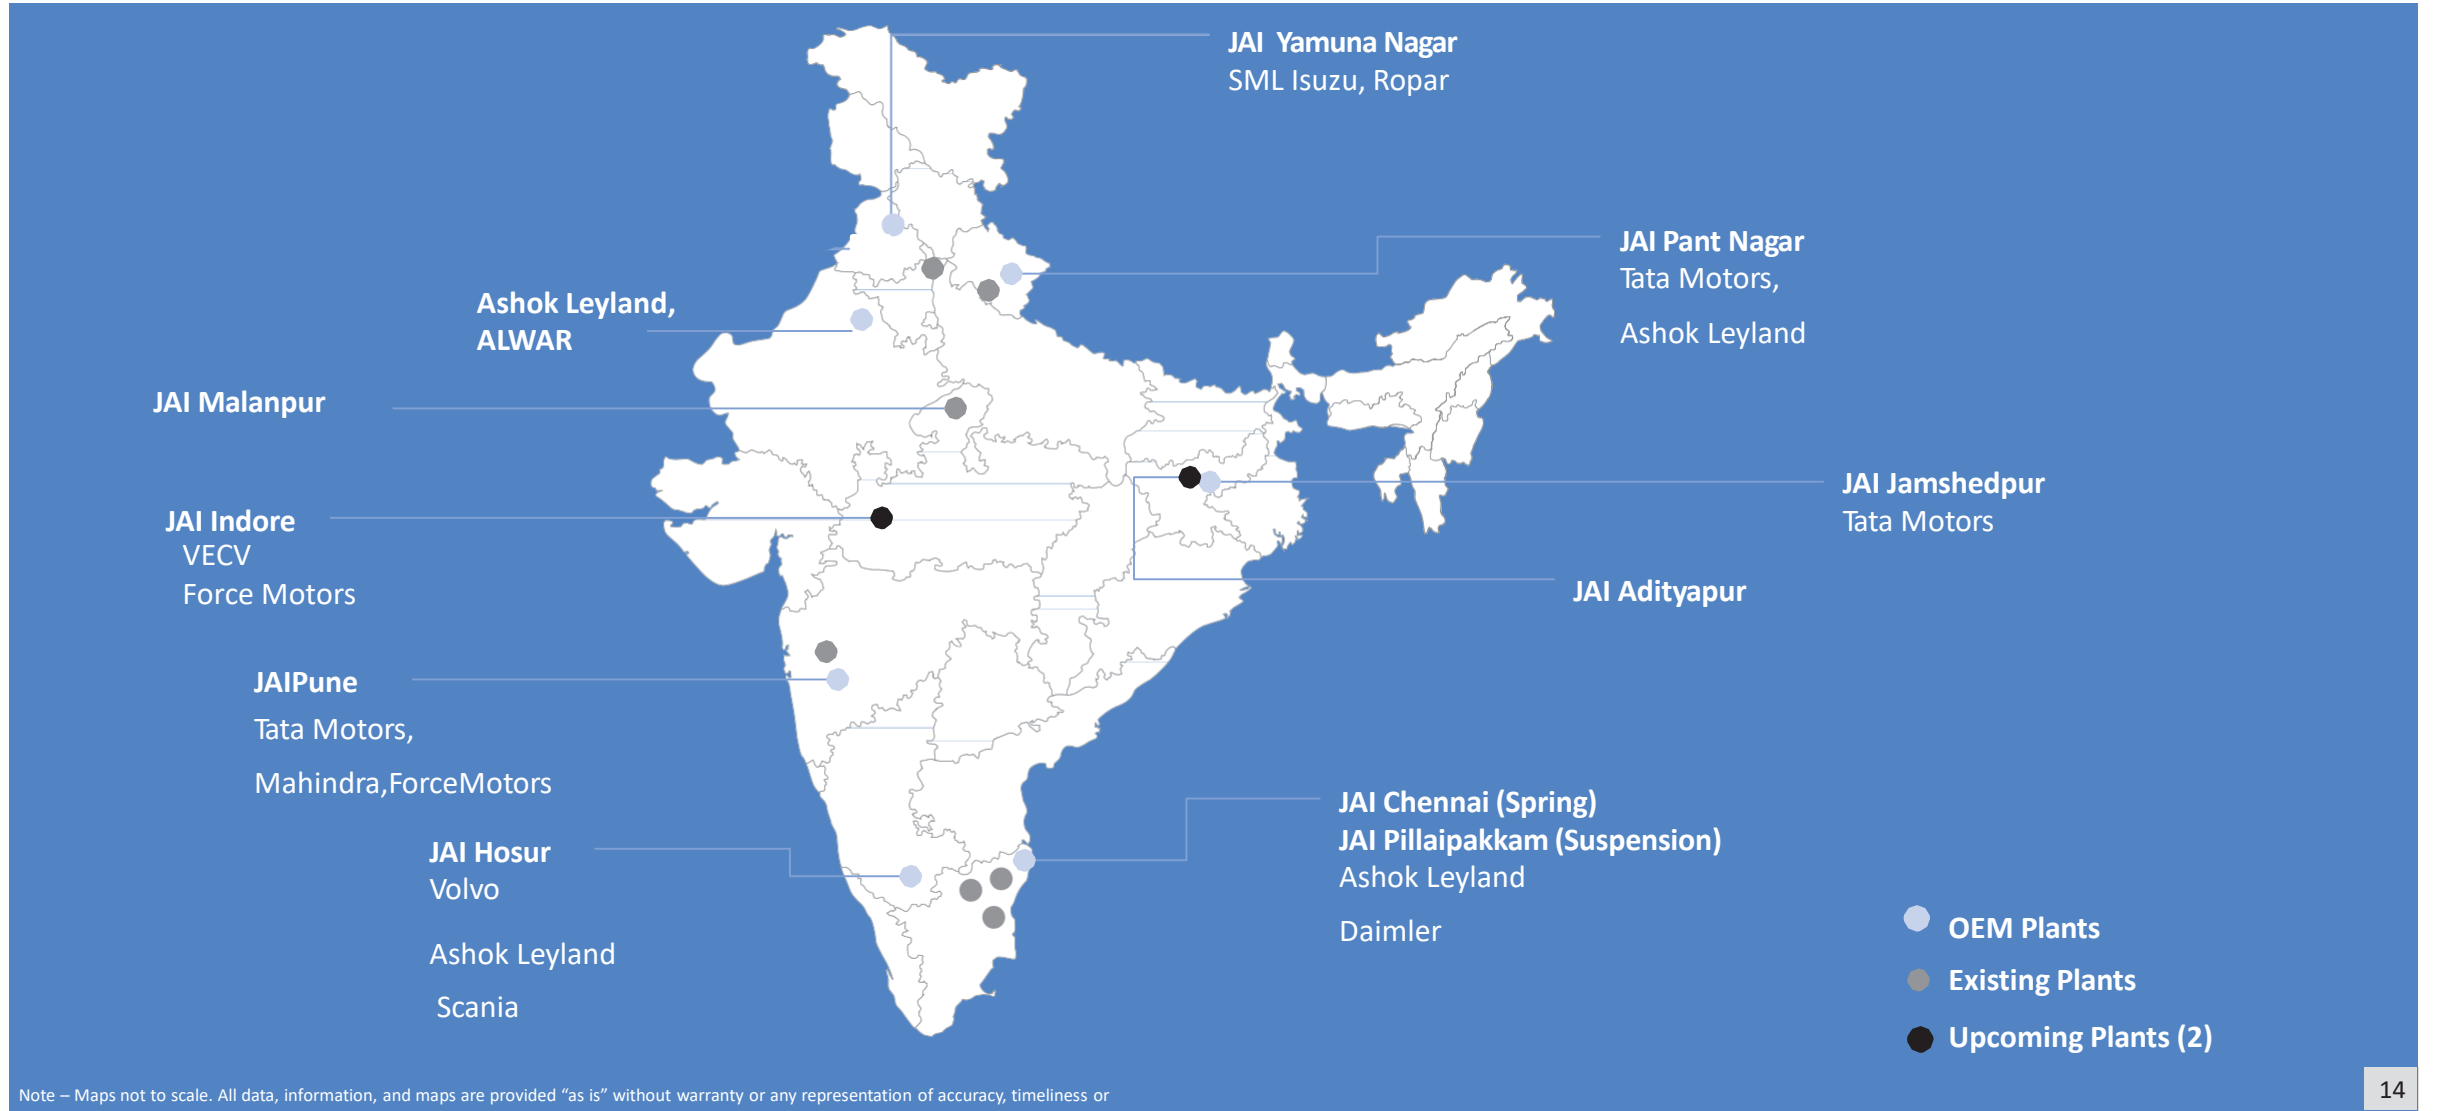 JAI Yamuna Nagar
SML Isuzu, Ropar
JAI Pant Nagar
Tata Motors,
Ashok Leyland
Ashok Leyland,
ALWAR
JAI Malanpur
JAI Jamshedpur
Tata Motors
JAI Indore
VECV
Force Motors
JAI Adityapur
JAIPune
Tata Motors,
Mahindra,ForceMotors
JAI Chennai (Spring)
JAI Pillaipakkam (Suspension)
Ashok Leyland
Daimler
JAI Hosur
Volvo
Ashok Leyland
Scania
OEM Plants
Existing Plants
Upcoming Plants (2)
Note – Maps not to scale. All data, information, and maps are provided “as is” without warranty or any representation of accuracy, timeliness or
14